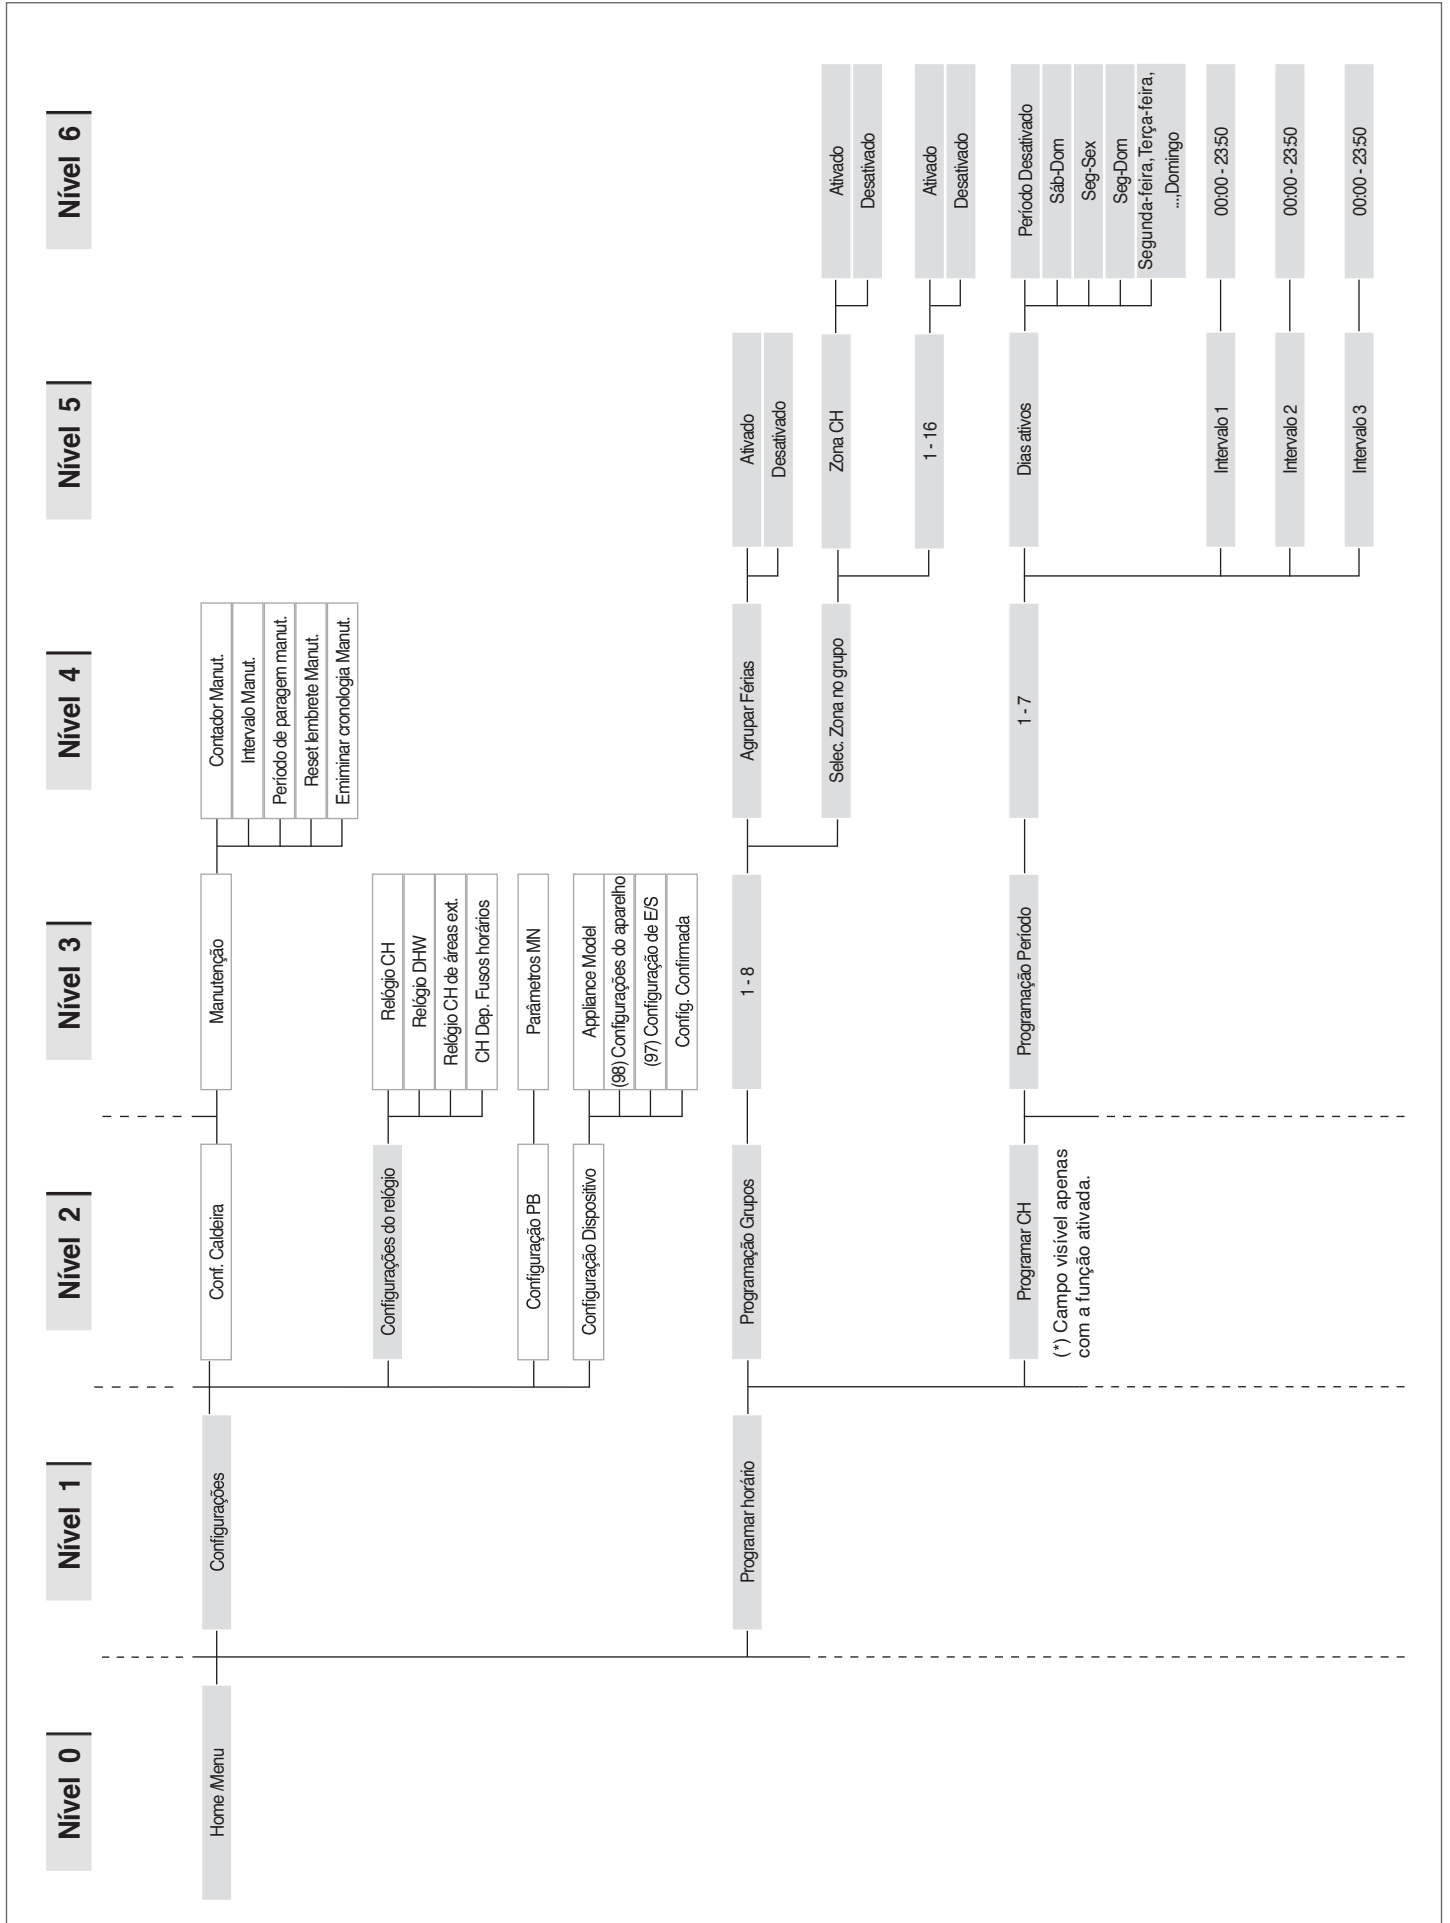 Nível 0
Nível 1
Nível 2
Nível 3
Nível 4
Nível 5
Nível 6
Home /Menu
Configurações
Conf. Caldeira
Manutenção
Contador Manut.
Intervalo Manut.
Período de paragem manut.
Reset lembrete Manut.
Emiminar cronologia Manut.
Configurações do relógio
Relógio CH
Relógio DHW
Relógio CH de áreas ext.
CH Dep. Fusos horários
Configuração PB
Parâmetros MN
Configuração Dispositivo
Appliance Model
(98) Configurações do aparelho
(97) Configuração de E/S
Config. Confirmada
Programar horário
Programação Grupos
1 - 8
Agrupar Férias
Ativado
Desativado
Selec. Zona no grupo
Zona CH
Ativado
Desativado
1 - 16
Ativado
Desativado
Programar CH
(*) Campo visível apenas
com a função ativada.
Programação Período
1 - 7
Dias ativos
Período Desativado
Sáb-Dom
Seg-Sex
Seg-Dom
Segunda-feira, Terça-feira,
...,Domingo
Intervalo 1
00:00 - 23:50
Intervalo 2
00:00 - 23:50
Intervalo 3
00:00 - 23:50